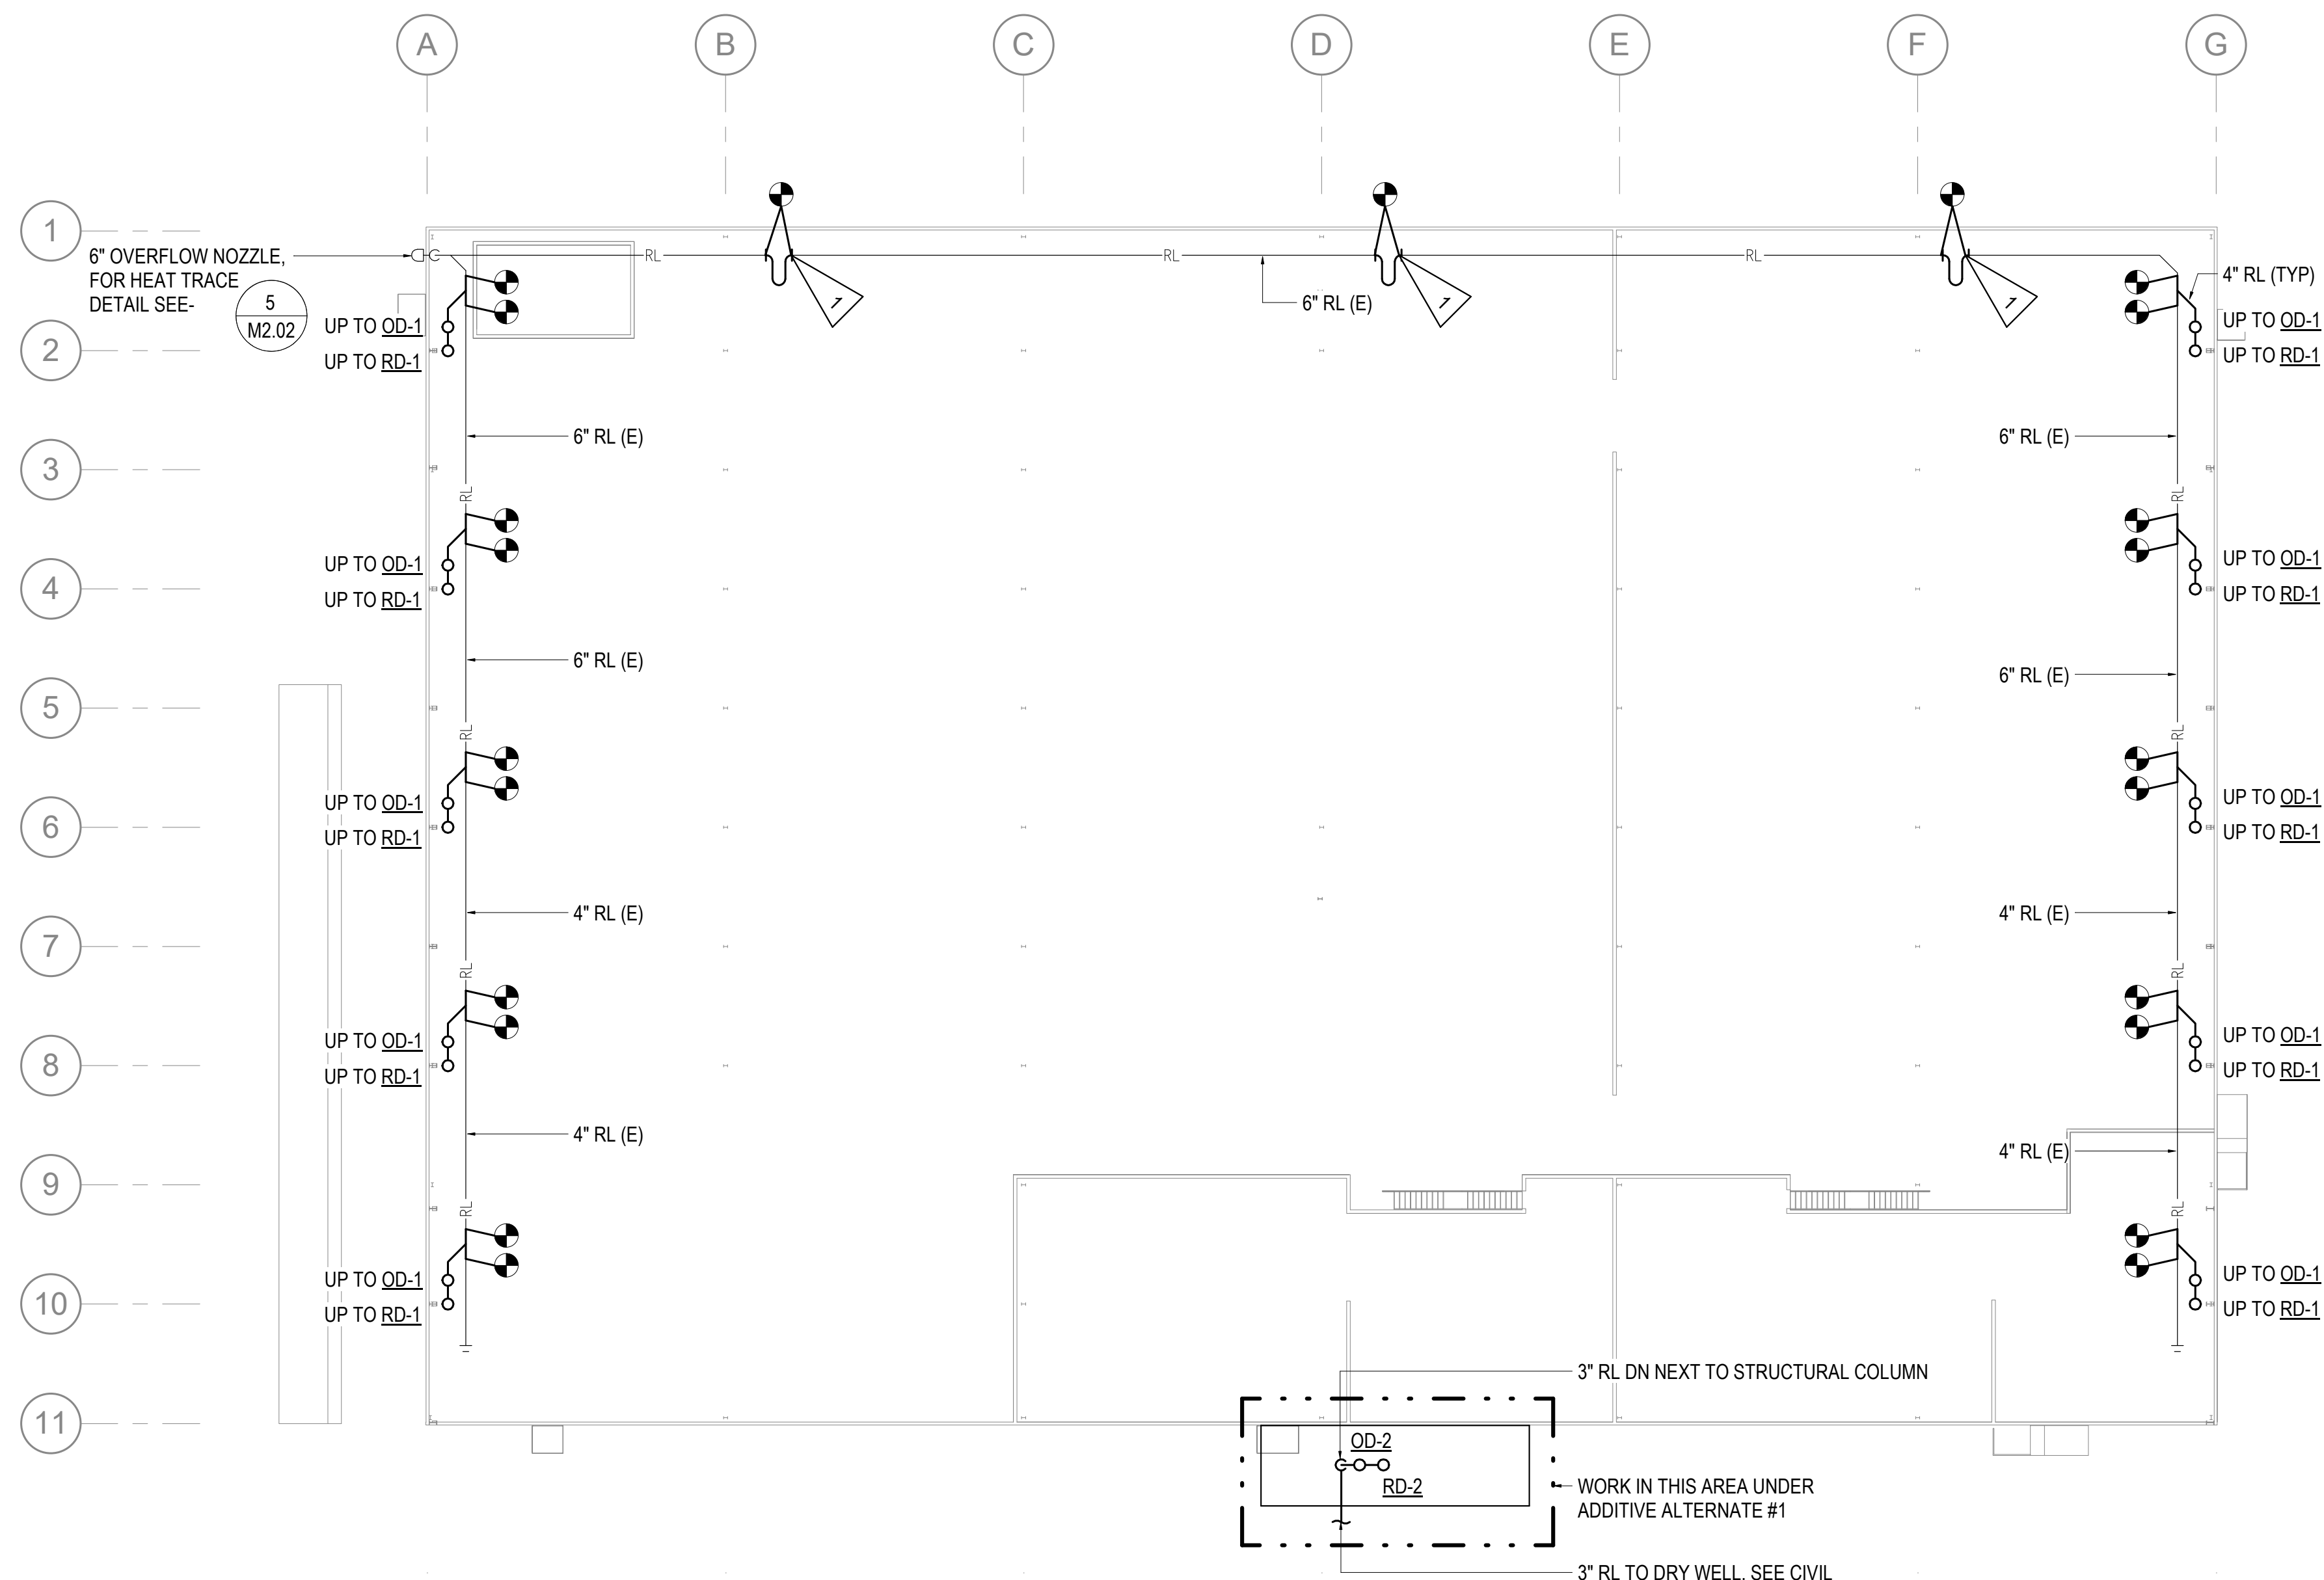 A B C D E F G
1
6" OVERFLOW NOZZLE,
FOR HEAT TRACE
DETAIL SEE-
5
M2.02
RL
RL
RL
6" RL (E)
1
1
1
4" RL (TYP)
UP TO OD-1
UP TO RD-1
UP TO OD-1
UP TO RD-1
2
6" RL (E)
6" RL (E)
3
RL
RL
UP TO OD-1
UP TO RD-1
UP TO OD-1
UP TO RD-1
4
6" RL (E)
6" RL (E)
5
RL
RL
UP TO OD-1
UP TO RD-1
UP TO OD-1
UP TO RD-1
6
4" RL (E)
4" RL (E)
7
RL
RL
UP TO OD-1
UP TO RD-1
UP TO OD-1
UP TO RD-1
8
4" RL (E)
4" RL (E)
9
RL
RL
UP TO OD-1
UP TO RD-1
UP TO OD-1
UP TO RD-1
10
3" RL DN NEXT TO STRUCTURAL COLUMN
11
OD-2
RD-2
WORK IN THIS AREA UNDER
ADDITIVE ALTERNATE #1
3" RL TO DRY WELL, SEE CIVIL